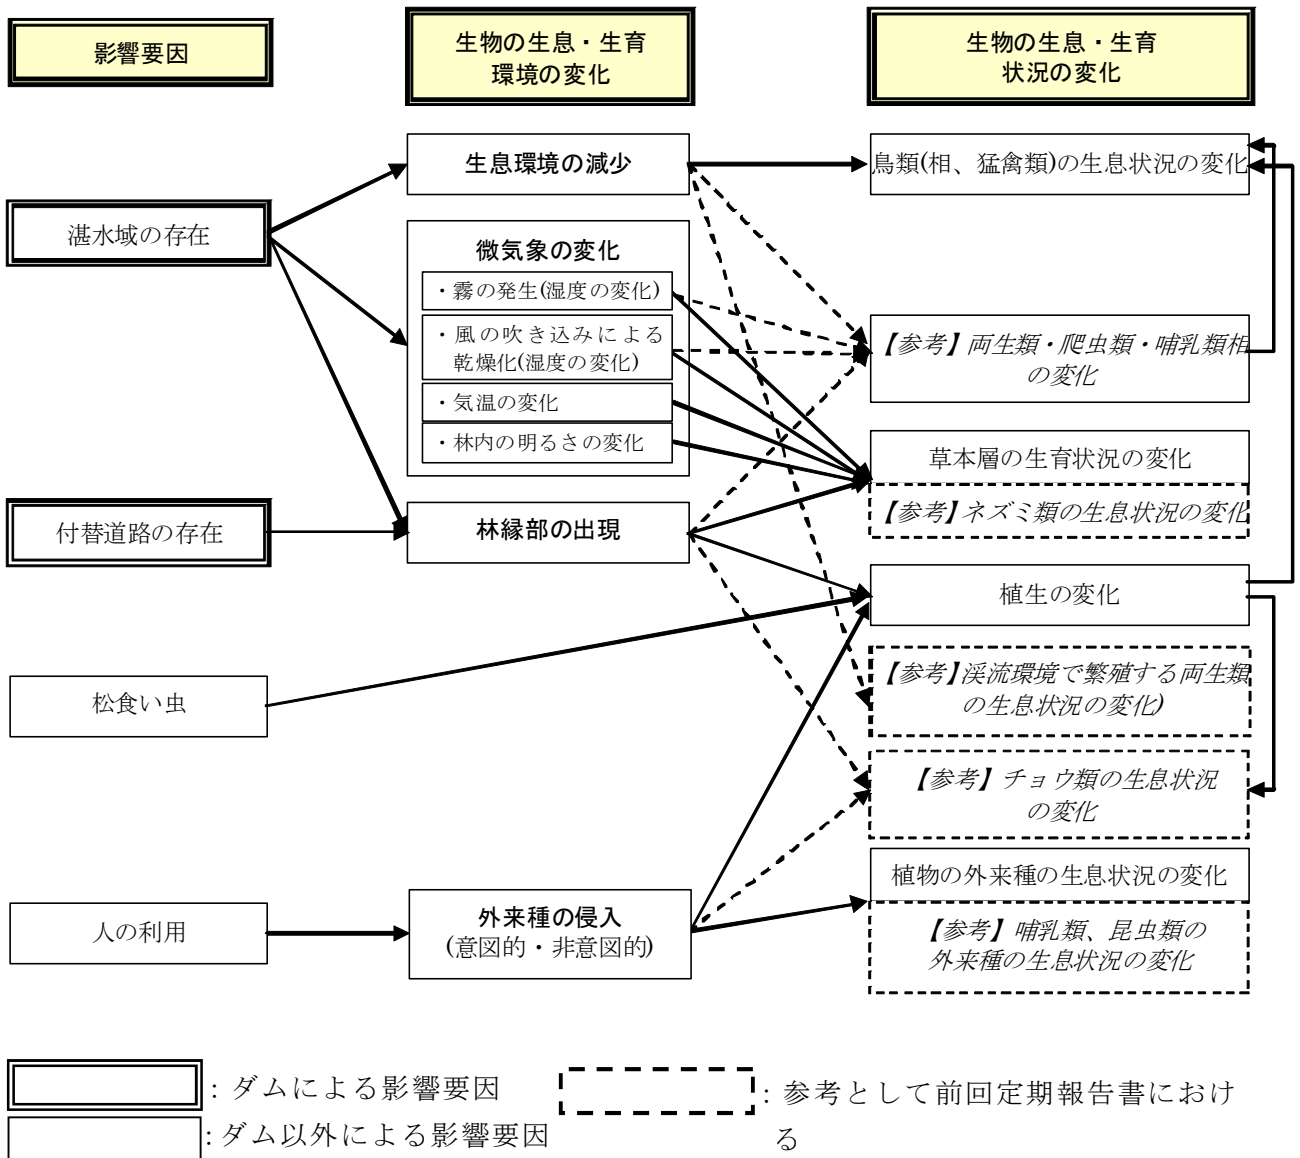 影響要因
生物の生息・生育
環境の変化
生物の生息・生育
状況の変化
湛水域の存在
付替道路の存在
松食い虫
人の利用
生息環境の減少
微気象の変化
・霧の発生(湿度の変化)
・風の吹き込みによる
乾燥化(湿度の変化)
・気温の変化
・林内の明るさの変化
林縁部の出現
外来種の侵入
(意図的・非意図的)
鳥類(相、猛禽類)の生息状況の変化
【参考】両生類・爬虫類・哺乳類相
の変化
草本層の生育状況の変化
【参考】ネズミ類の生息状況の変化
植生の変化
【参考】渓流環境で繁殖する両生類
の生息状況の変化)
【参考】チョウ類の生息状況
の変化
植物の外来種の生息状況の変化
【参考】哺乳類、昆虫類の
外来種の生息状況の変化
：ダムによる影響要因
：ダム以外による影響要因
：参考として前回定期報告書におけ
る